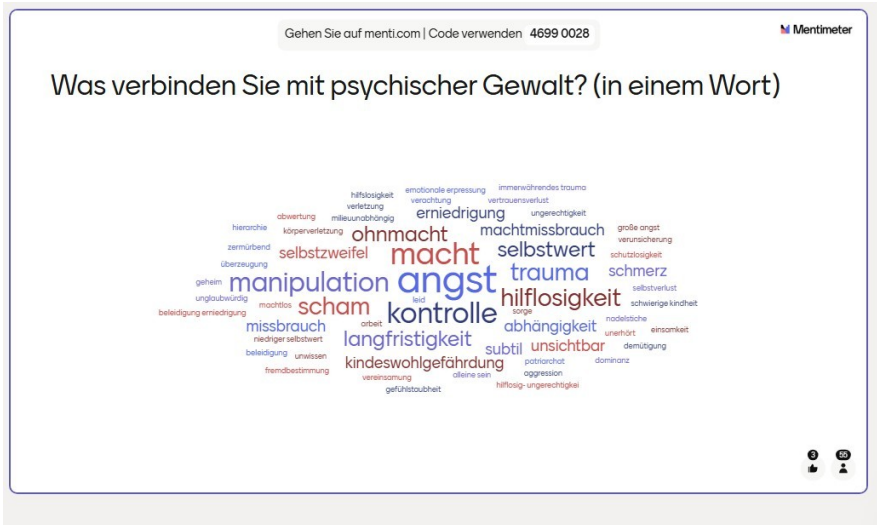 Gehen Sie auf menti.com | Code verwenden 4699 0028
Mentimeter
Was verbinden Sie mit psychischer Gewalt? (in einem Wort)
emotionale erpressung immerwährendes trauma
hilfslosigkeit
verachtung vertrauensverlust
verletzung
abwertung milieuunabhängig erniedrigung ungerechtigkeit
hierarchie körperverletzung ohnmacht machtmissbrauch große angst
verunsicherung
zermürbend selbstzweifel macht selbstwert schutzlosigkeit
überzeugung
geheim manipulation angst trauma schmerz
selbstverlust
unglaubwürdig machtlos scham leid hilflosigkeit schwierige kindheit
beleidigung erniedrigung kontrolle sorge
missbrauch arbeit abhängigkeit nadelstiche
unerhört einsamkeit
niedriger selbstwert langfristigkeit subtil unsichtbar demütigung
beleidigung unwissen
kindeswohlgefährdung patriarchat dominanz
fremdbestimmung vereinsamung alleine sein aggression
gefühlstaubheit hilflosig- ungerechtigkei
3 55